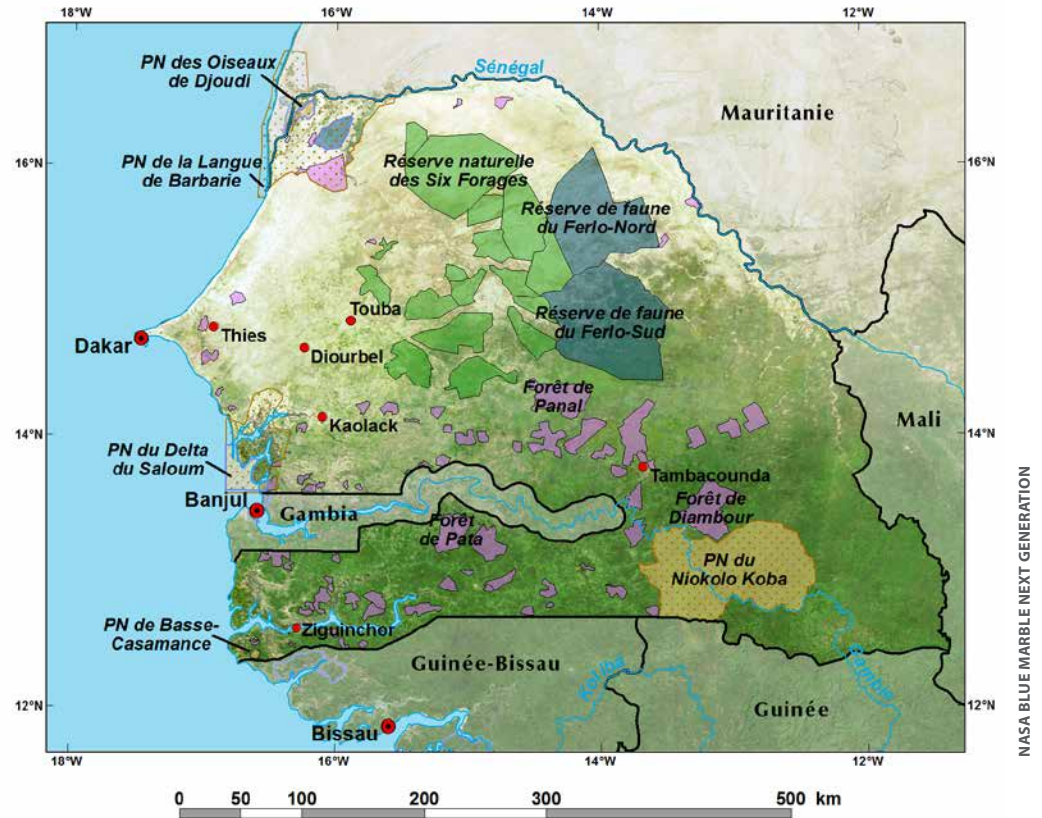 18°W
16°W
14°W
12°W
PN des Oiseaux
de Djoudj
Sénégal
Mauritanie
16°N
PN de la Langue
de Barbarie
16°N
Réserve naturelle
des Six Forages
Réserve de faune
du Ferlo-Nord
Touba
Thies
Réserve de faune
du Ferlo-Sud
Dakar
Diourbel
Forêt de
Panal
Kaolack
Mali
14°N
14°N
PN du Delta
du Saloum
Tambacounda
Banjul
Gambia
Forêt de
Diambour
Forêt
de Pata
PN du
Niokolo Koba
PN de Basse-
Casamance
Ziguinchor
Guinée-Bissau
Koliba
Gambie
Guinée
12°N
12°N
Bissau
18°W
16°W
14°W
12°W
0 50 100 200 300 500 km
NASA BLUE MARBLE NEXT GENERATION